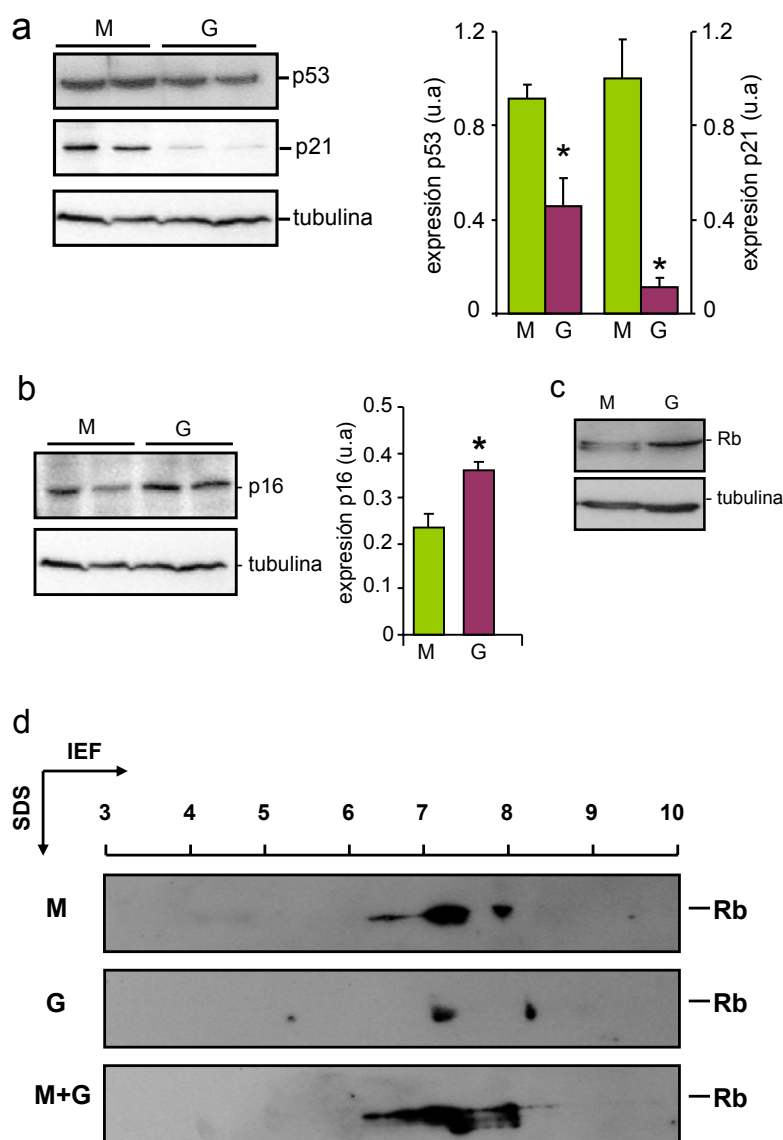 a
M G
p53
p21
tubulina
expresión p53 (u.a)
0
0.4
0.8
1.2
*
*
M G M G
expresión p21 (u.a)
0
0.4
0.8
1.2
b
M G
p16
tubulina
expresión p16 (u.a)
0
0.1
0.2
0.3
0.4
0.5
*
M G
c
M G
Rb
tubulina
d
IEF
SDS
3 4 5 6 7 8 9 10
M Rb
G Rb
M+G Rb